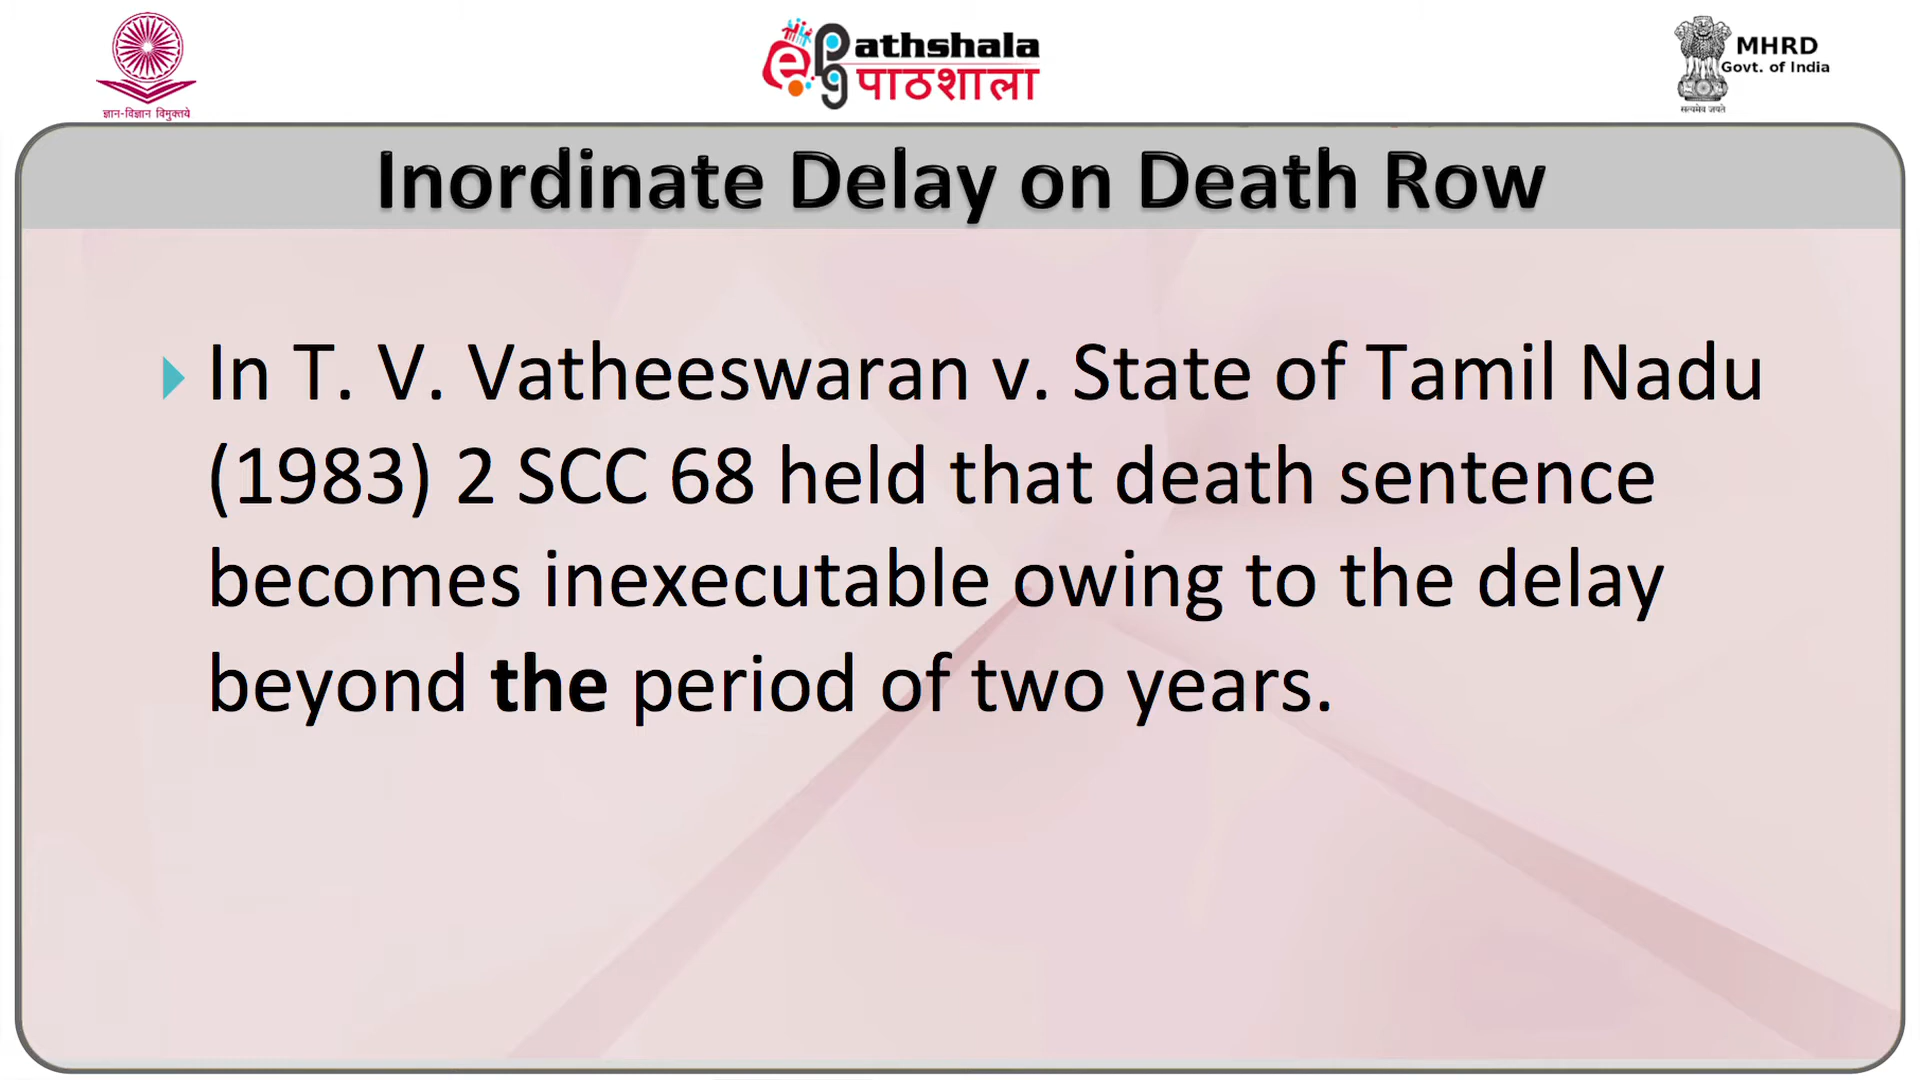 ज्ञान-विज्ञान विमुक्तये
ePG Pathshala
पाठशाला
सत्यमेव जयते
MHRD
Govt. of India
Inordinate Delay on Death Row
In T. V. Vatheeswaran v. State of Tamil Nadu
(1983) 2 SCC 68 held that death sentence
becomes inexecutable owing to the delay
beyond the period of two years.